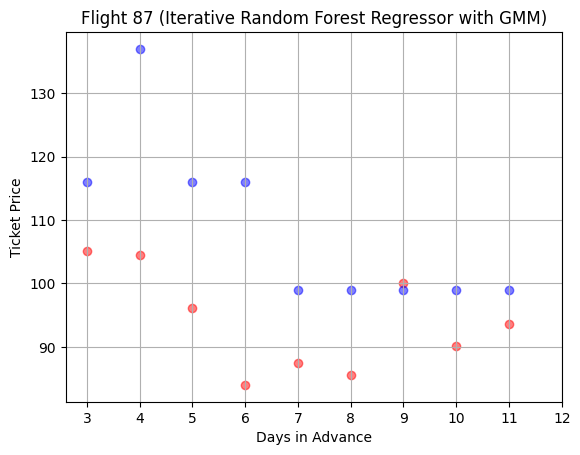 Flight 87 (Iterative Random Forest Regressor with GMM)
Ticket Price
130
120
110
100
90
3 4 5 6 7 8 9 10 11 12
Days in Advance